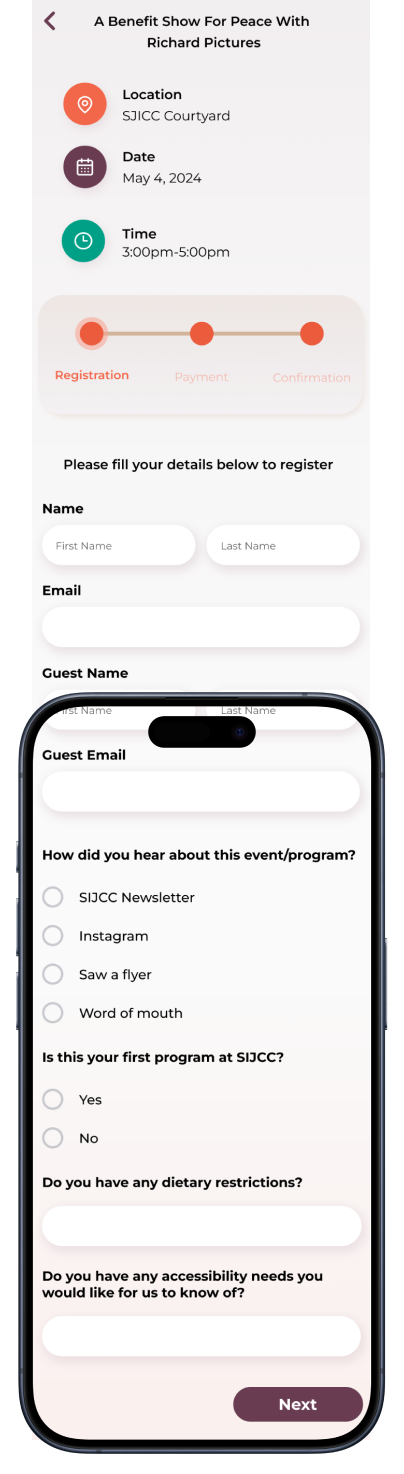 A Benefit Show For Peace With
Richard Pictures
Location
SJICC Courtyard
Date
May 4, 2024
Time
3:00pm-5:00pm
Registration
Payment
Confirmation
Please fill your details below to register
Name
First Name
Last Name
Email
Guest Name
First Name
Last Name
Guest Email
How did you hear about this event/program?
SIJCC Newsletter
Instagram
Saw a flyer
Word of mouth
Is this your first program at SIJCC?
Yes
No
Do you have any dietary restrictions?
Do you have any accessibility needs you
would like for us to know of?
Next